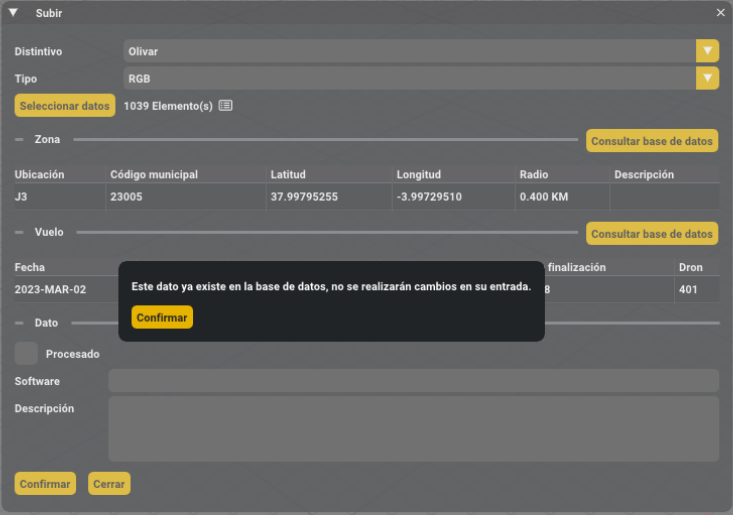 Subir
Distintivo Olivar
Tipo RGB
Seleccionar datos 1039 Elemento(s)
Zona Consultar base de datos
Ubicación Código municipal Latitud Longitud Radio Descripción
J3 23005 37.99795255 -3.99729510 0.400 KM
Vuelo Consultar base de datos
Fecha finalización Dron
2023-MAR-02 8 401
Este dato ya existe en la base de datos, no se realizarán cambios en su entrada.
Confirmar
Dato
Procesado
Software
Descripción
Confirmar Cerrar